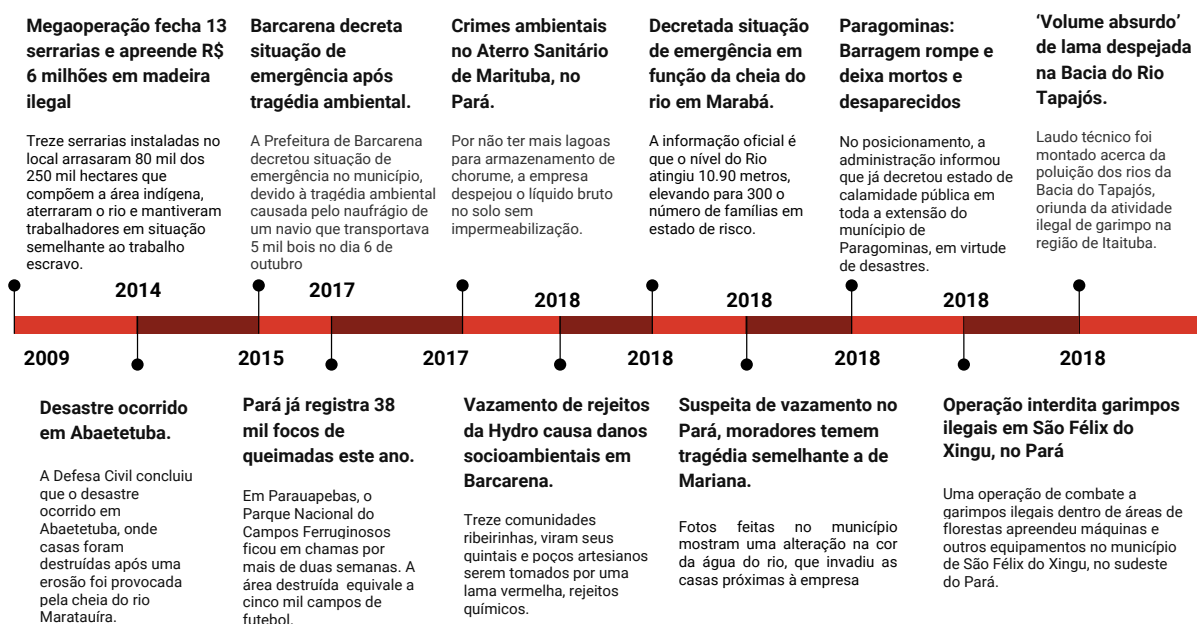 Megaoperação fecha 13
serrarias e apreende R$
6 milhões em madeira
ilegal
Treze serrarias instaladas no
local arrasaram 80 mil dos
250 mil hectares que
compõem a área indígena,
aterraram o rio e mantiveram
trabalhadores em situação
semelhante ao trabalho
escravo.
Barcarena decreta
situação de
emergência após
tragédia ambiental.
A Prefeitura de Barcarena
decretou situação de
emergência no município,
devido à tragédia ambiental
causada pelo naufrágio de
um navio que transportava
5 mil bois no dia 6 de
outubro
Crimes ambientais
no Aterro Sanitário
de Marituba, no
Pará.
Por não ter mais lagoas
para armazenamento de
chorume, a empresa
despejou o líquido bruto
no solo sem
impermeabilização.
Decretada situação
de emergência em
função da cheia do
rio em Marabá.
A informação oficial é
que o nível do Rio
atingiu 10.90 metros,
elevando para 300 o
número de famílias em
estado de risco.
Paragominas:
Barragem rompe e
deixa mortos e
desaparecidos
No posicionamento, a
administração informou
que já decretou estado de
calamidade pública em
toda a extensão do
munícipio de
Paragominas, em virtude
de desastres.
‘Volume absurdo’
de lama despejada
na Bacia do Rio
Tapajós.
Laudo técnico foi
montado acerca da
poluição dos rios da
Bacia do Tapajós,
oriunda da atividade
ilegal de garimpo na
região de Itaituba.
2014
2017
2018
2018
2018
2009
2015
2017
2018
2018
2018
Desastre ocorrido
em Abaetetuba.
A Defesa Civil concluiu
que o desastre
ocorrido em
Abaetetuba, onde
casas foram
destruídas após uma
erosão foi provocada
pela cheia do rio
Maratauíra.
Pará já registra 38
mil focos de
queimadas este ano.
Em Parauapebas, o
Parque Nacional do
Campos Ferruginosos
ficou em chamas por
mais de duas semanas. A
área destruída equivale a
cinco mil campos de
futebol.
Vazamento de rejeitos
da Hydro causa danos
socioambientais em
Barcarena.
Treze comunidades
ribeirinhas, viram seus
quintais e poços artesianos
serem tomados por uma
lama vermelha, rejeitos
químicos.
Suspeita de vazamento no
Pará, moradores temem
tragédia semelhante a de
Mariana.
Fotos feitas no município
mostram uma alteração na cor
da água do rio, que invadiu as
casas próximas à empresa
Operação interdita garimpos
ilegais em São Félix do
Xingu, no Pará
Uma operação de combate a
garimpos ilegais dentro de áreas de
florestas apreendeu máquinas e
outros equipamentos no município
de São Félix do Xingu, no sudeste
do Pará.